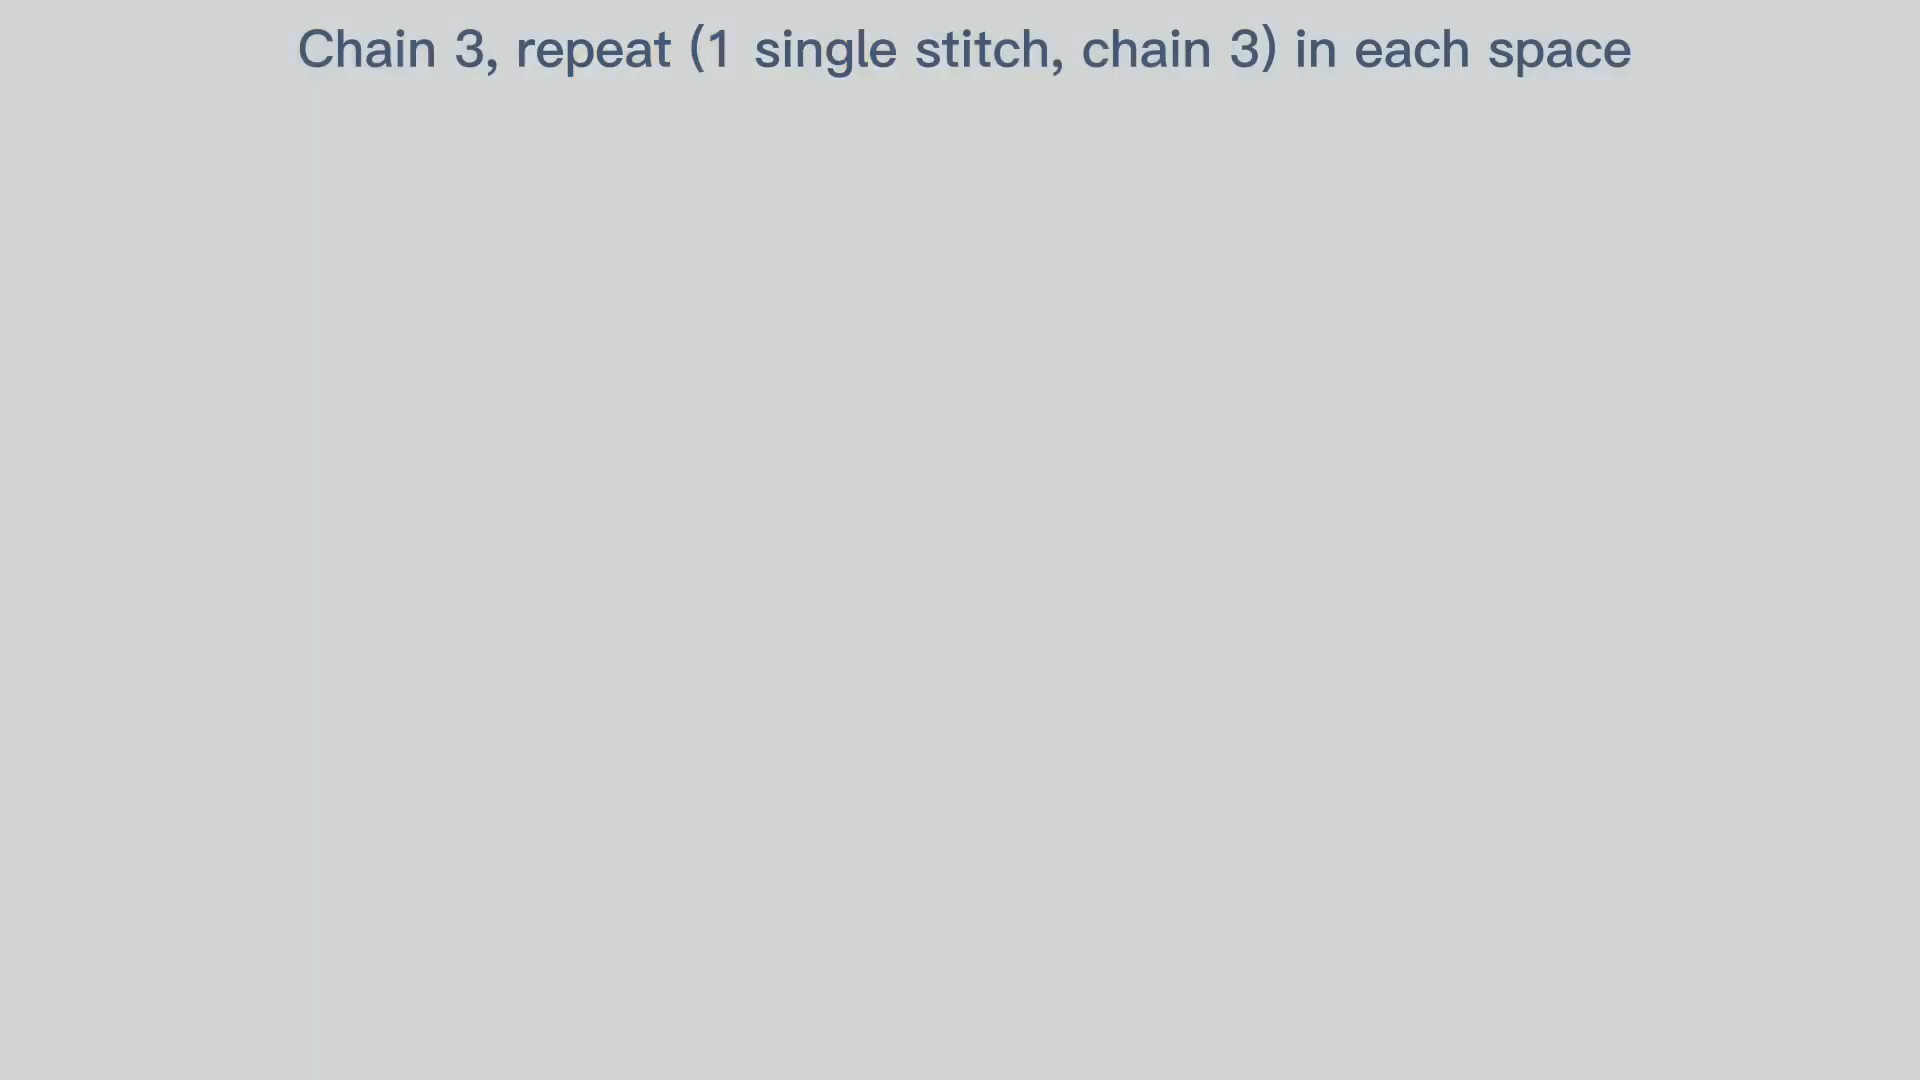 Chain 3, repeat (1 single stitch, chain 3) in each space